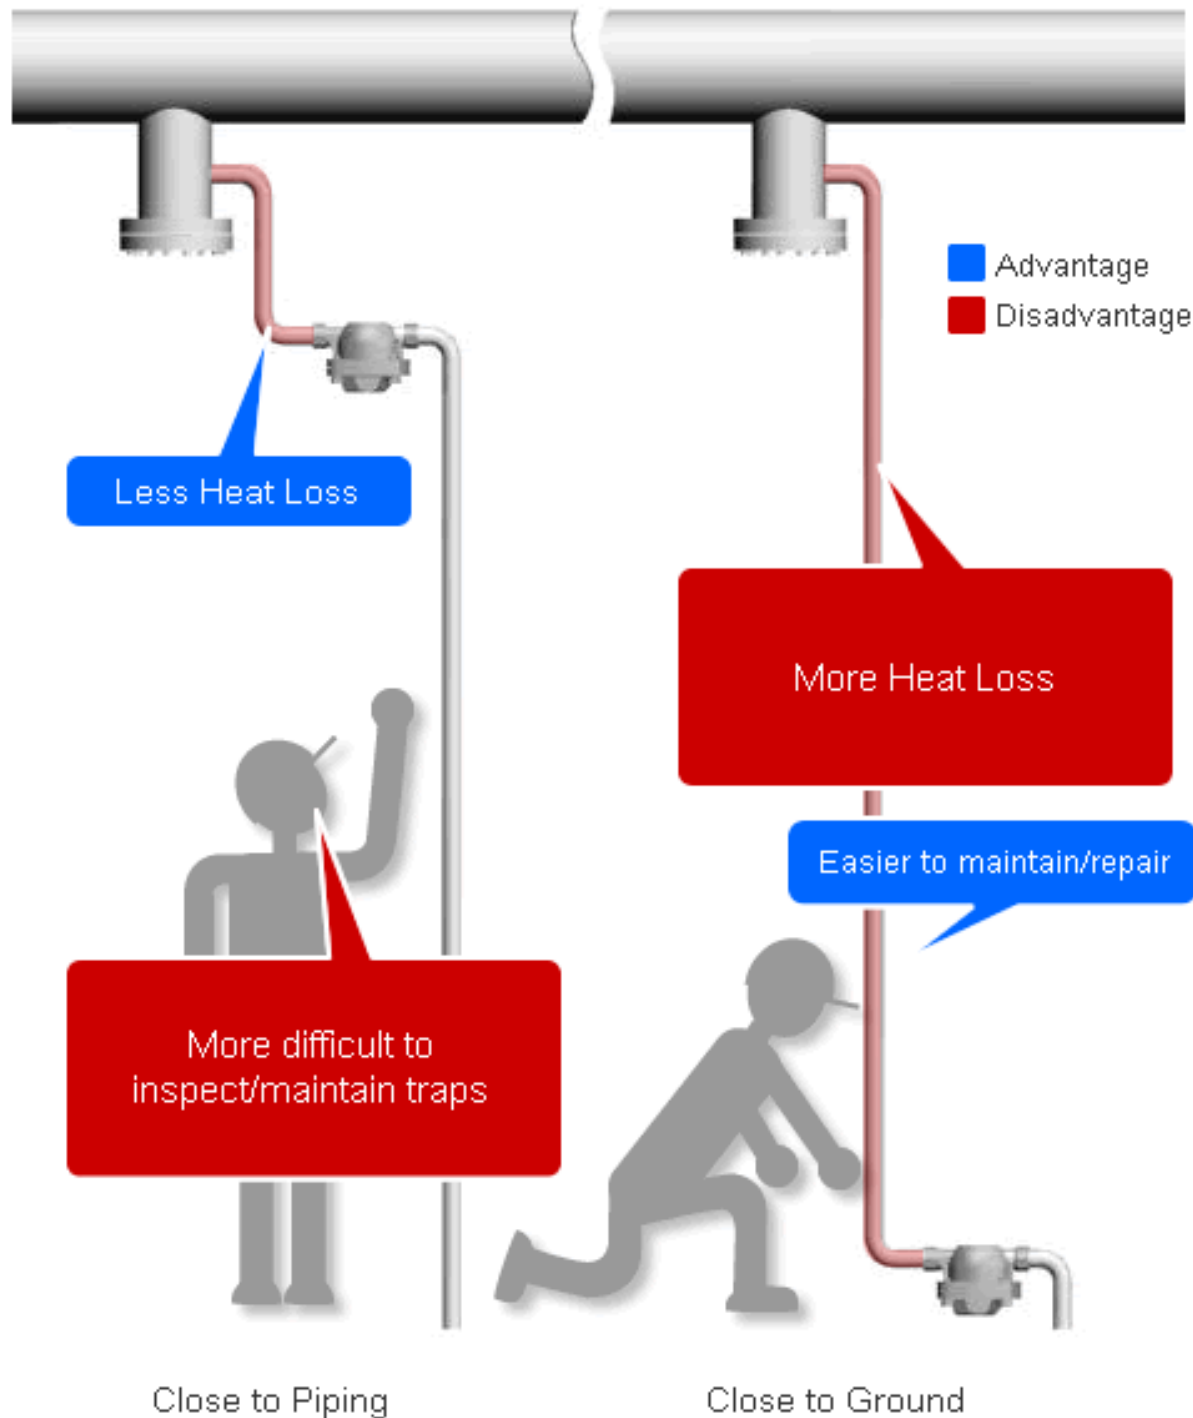 Advantage
Disadvantage
Less Heat Loss
More Heat Loss
Easier to maintain/repair
More difficult to
inspect/maintain traps
Close to Piping
Close to Ground